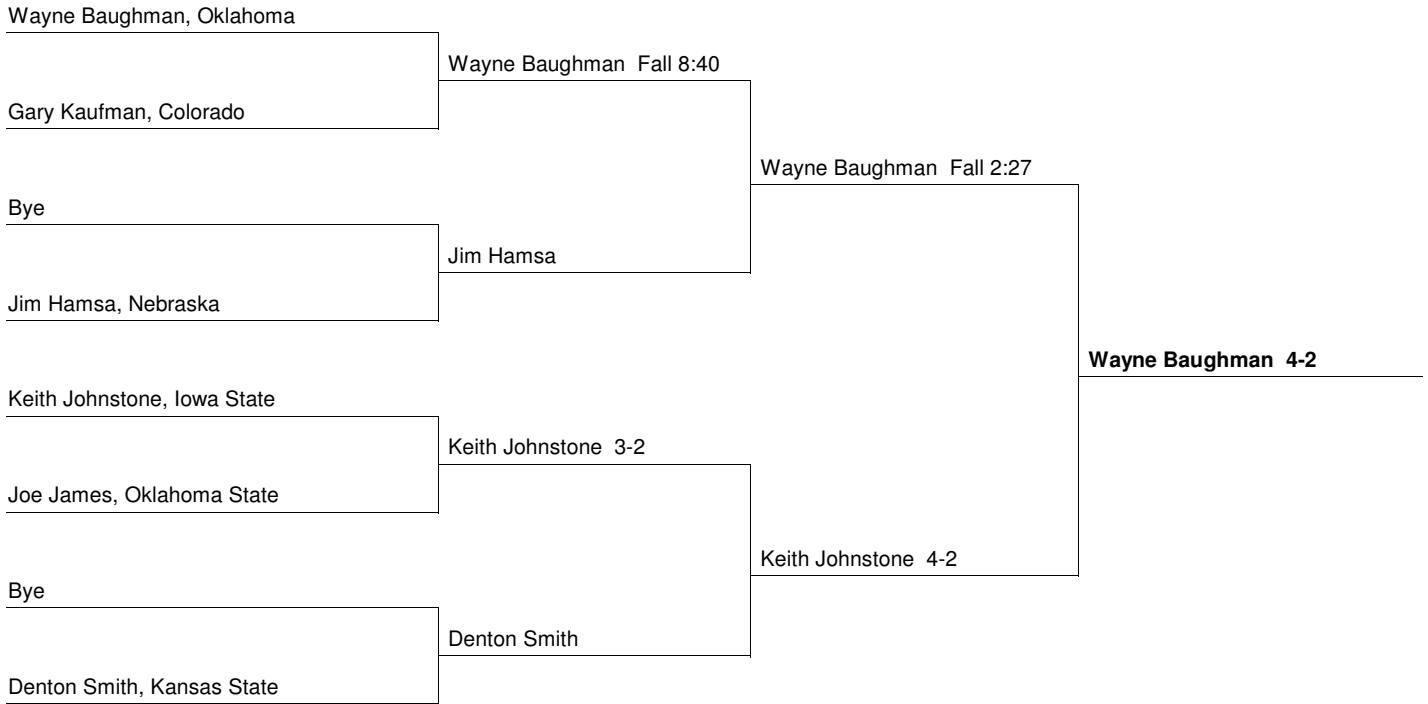 Wayne Baughman, Oklahoma
Wayne Baughman Fall 8:40
Gary Kaufman, Colorado
Wayne Baughman Fall 2:27
Bye
Jim Hamsa
Jim Hamsa, Nebraska
Wayne Baughman 4-2
Keith Johnstone, Iowa State
Keith Johnstone 3-2
Joe James, Oklahoma State
Keith Johnstone 4-2
Bye
Denton Smith
Denton Smith, Kansas State